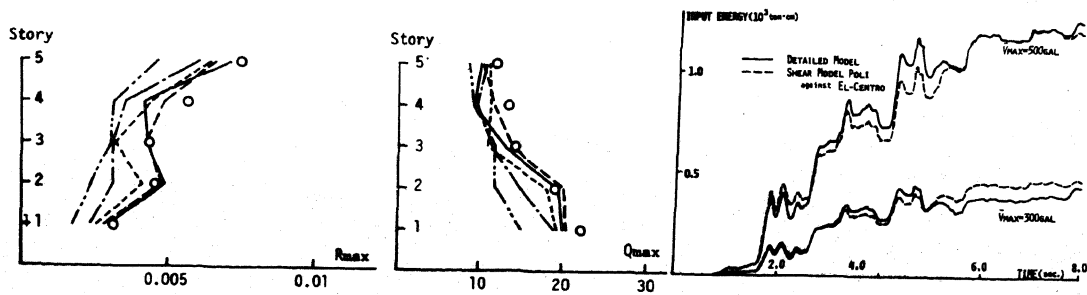 Story
5
4
3
2
1
Rmax
0.005
0.01
Story
5
4
3
2
1
Qmax
10
20
30
INPUT ENERGY(10³ton·cm)
1.0
0.5
DETAILED MODEL
SHEAR MODEL POLI
against EL-CENTRO
V̈MAX=500GAL
V̈MAX=300GAL
2.0
4.0
6.0
8.0
TIME(sec.)